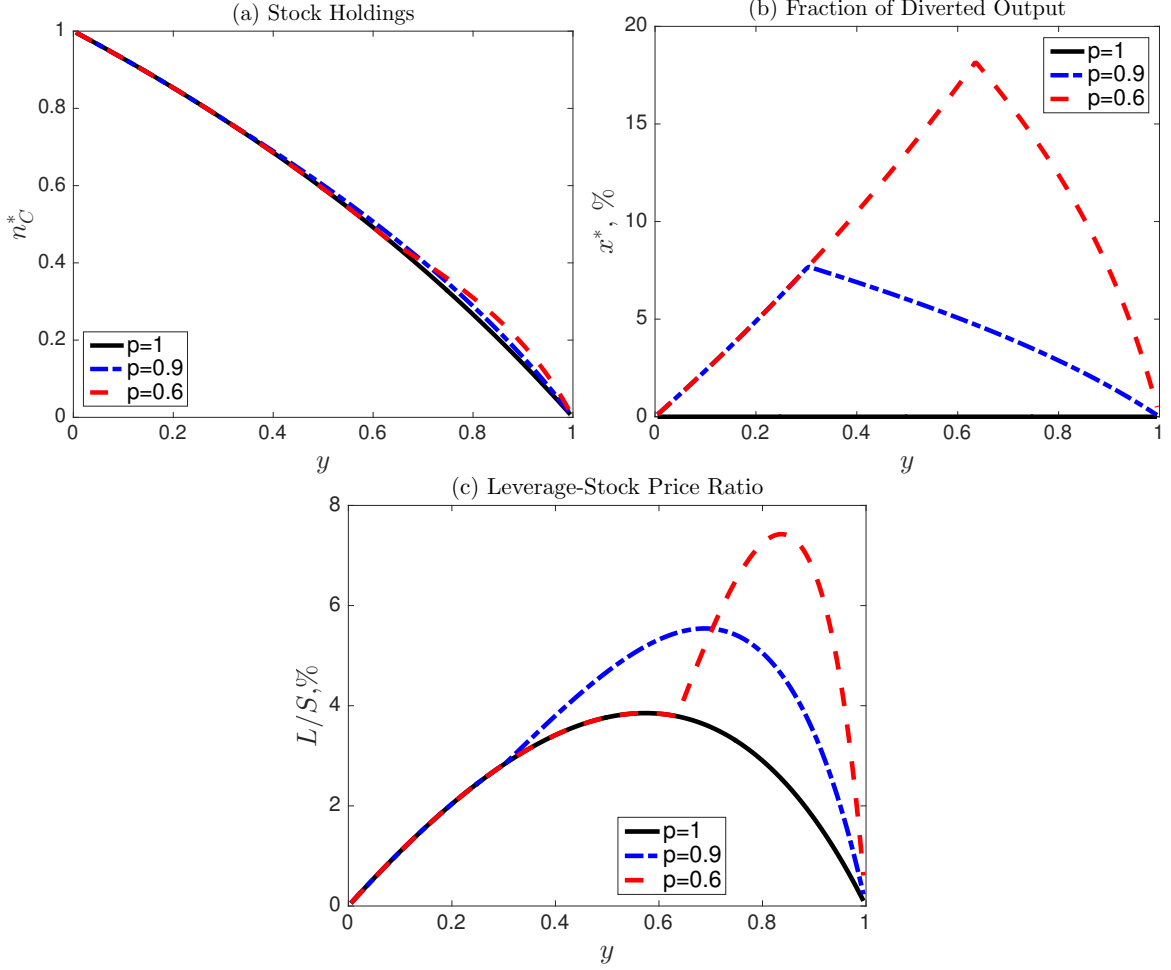 (a) Stock Holdings
1
0.8
0.6
0.4
0.2
0
n*C
p=1
p=0.9
p=0.6
0
0.2
0.4
0.6
0.8
1
y
(b) Fraction of Diverted Output
20
15
10
5
0
x*, %
p=1
p=0.9
p=0.6
0
0.2
0.4
0.6
0.8
1
y
(c) Leverage-Stock Price Ratio
8
6
4
2
0
L/S,%
p=1
p=0.9
p=0.6
0
0.2
0.4
0.6
0.8
1
y